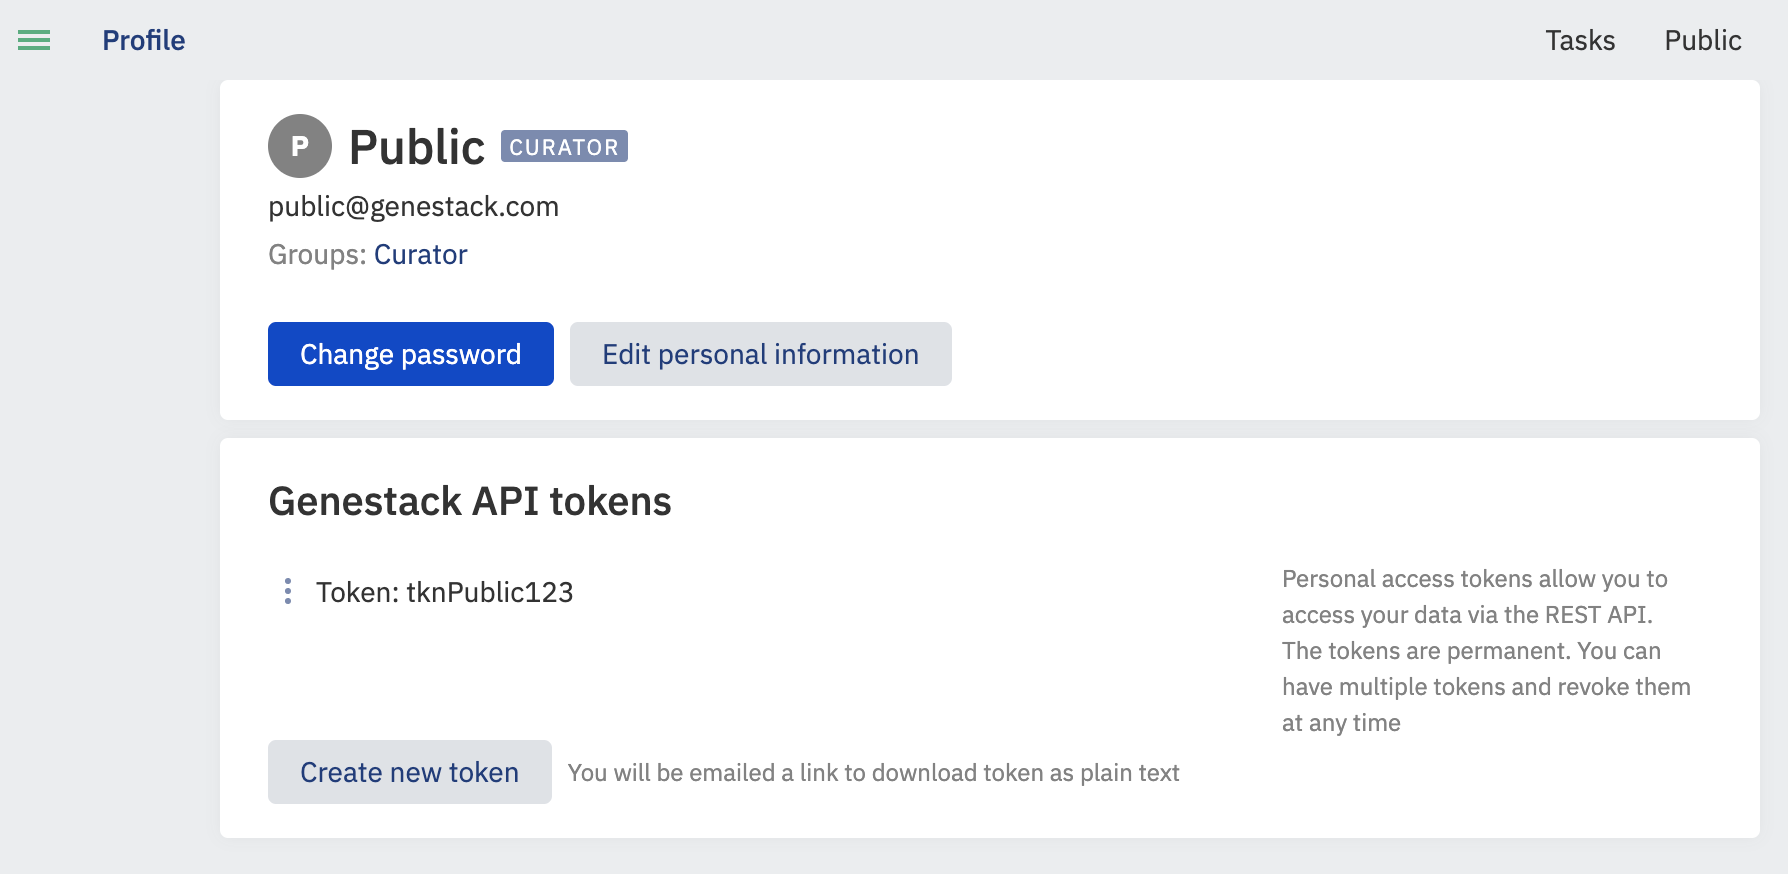 Profile
Tasks
Public
P
Public
CURATOR
public@genestack.com
Groups: Curator
Change password
Edit personal information
Genestack API tokens
Token: tknPublic123
Personal access tokens allow you to
access your data via the REST API.
The tokens are permanent. You can
have multiple tokens and revoke them
at any time
Create new token
You will be emailed a link to download token as plain text